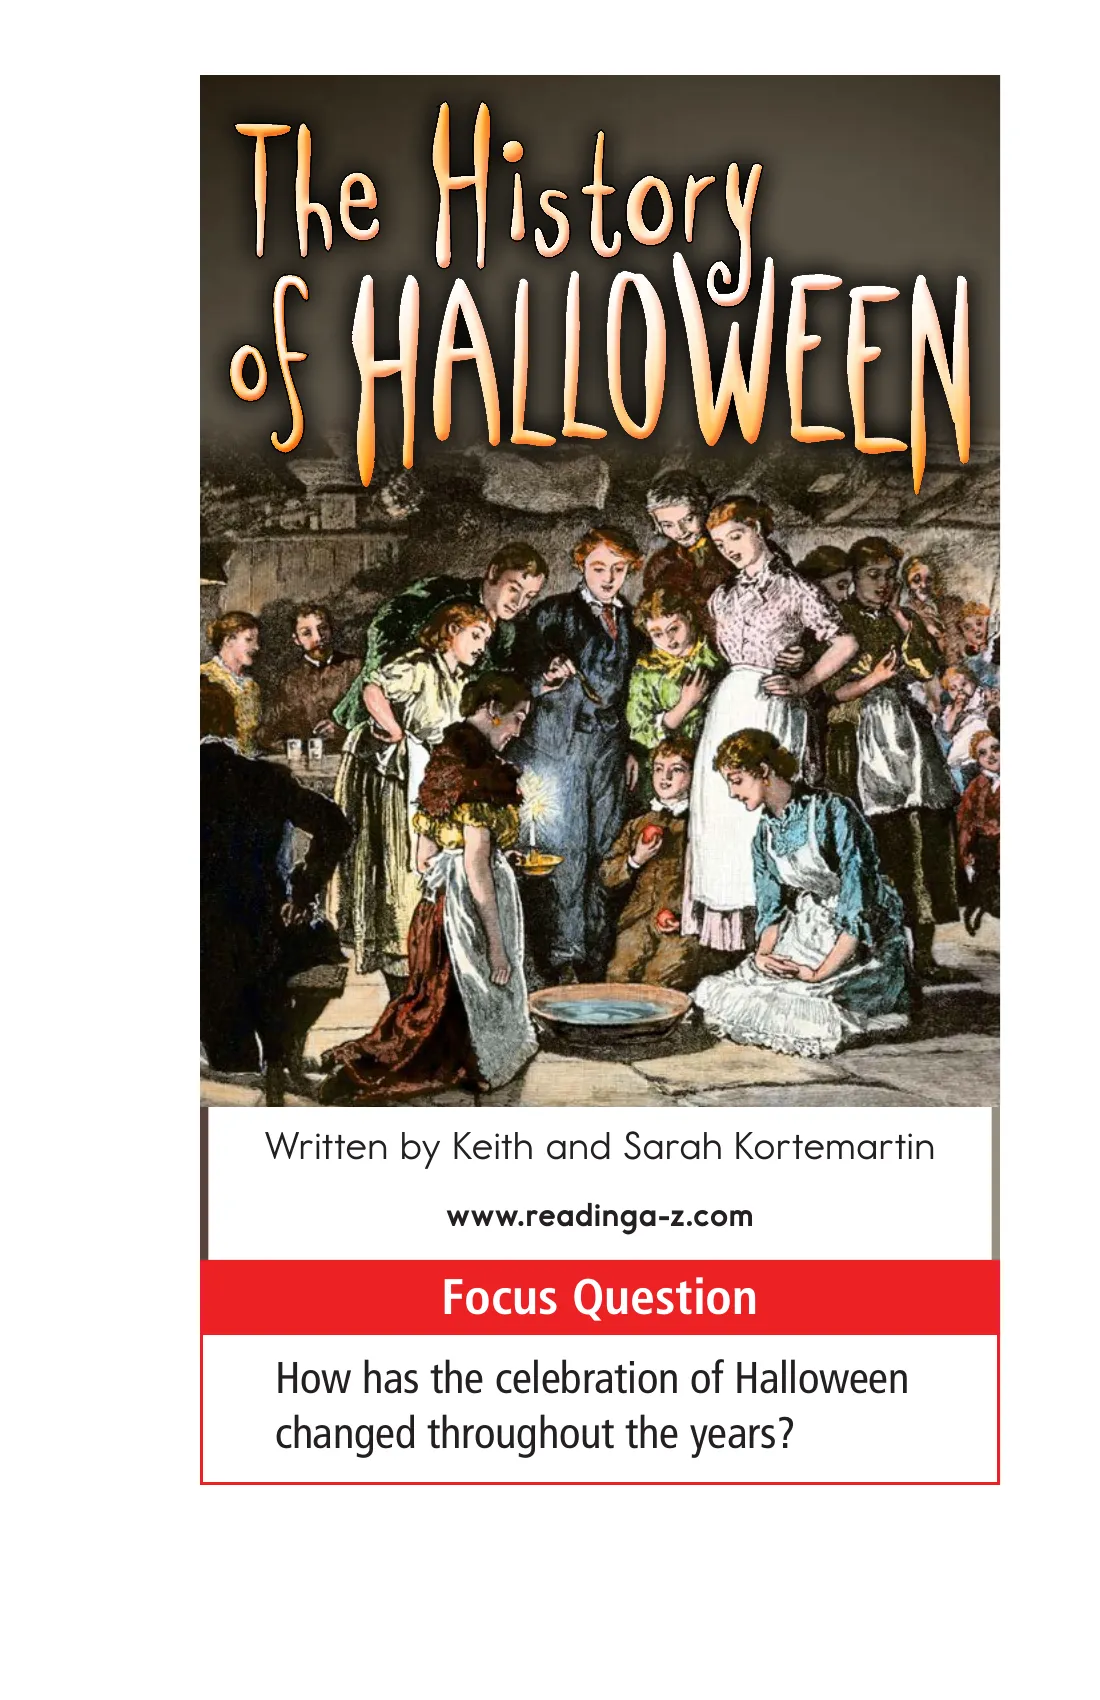 The History
of HALLOWEEN
Written by Keith and Sarah Kortemartin
www.readinga-z.com
Focus Question
How has the celebration of Halloween
changed throughout the years?